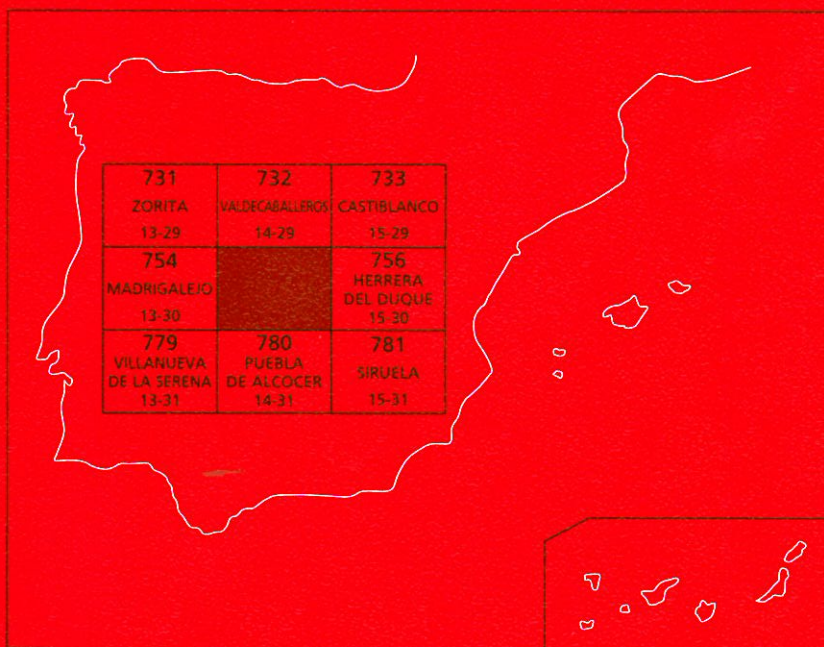 731
ZORITA
13-29
732
VALDECABALLEROS
14-29
733
CASTIBLANCO
15-29
754
MADRIGALEJO
13-30
756
HERRERA
DEL DUQUE
15-30
779
VILLANUEVA
DE LA SERENA
13-31
780
PUEBLA
DE ALCOCER
14-31
781
SIRUELA
15-31